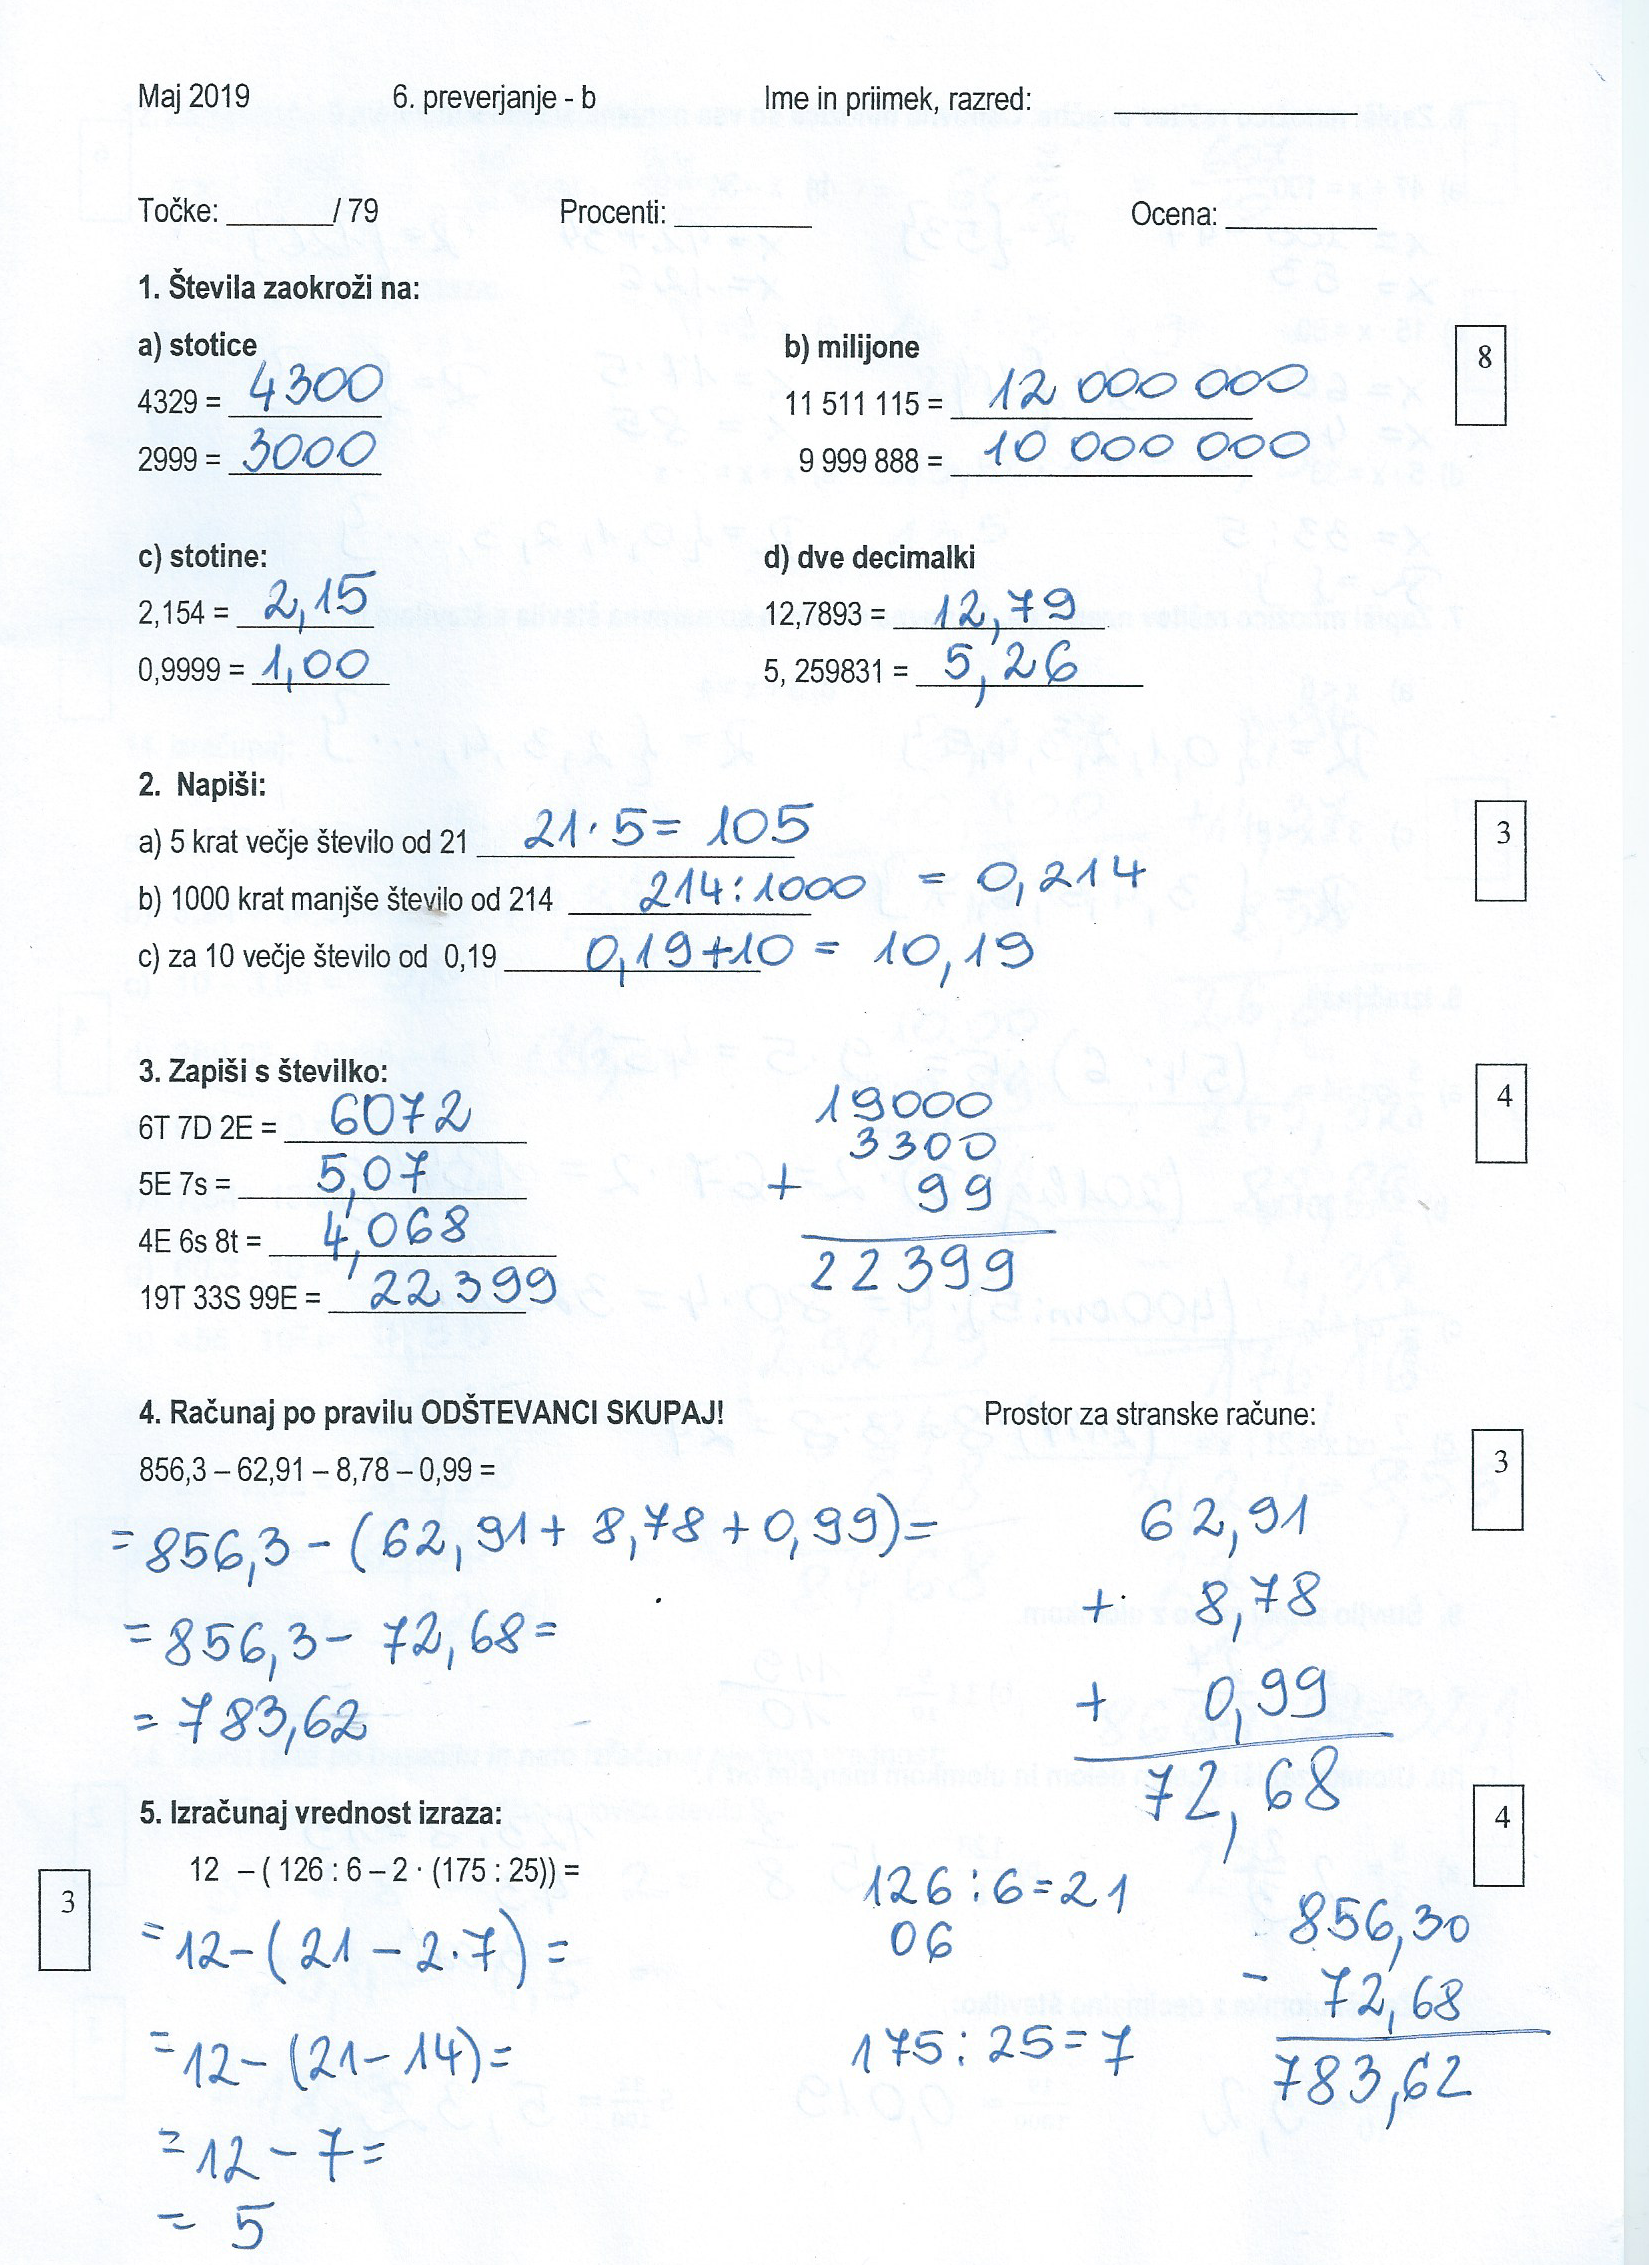 Maj 2019 6. preverjanje - b Ime in priimek, razred: ____________
Točke: _______/ 79 Procenti: _________ Ocena: __________
1. Števila zaokroži na:
a) stotice b) milijone 8
4329 = 4300 11 511 115 = 12 000 000
2999 = 3000 9 999 888 = 10 000 000
c) stotine: d) dve decimalki
2,154 = 2,15 12,7893 = 12,79
0,9999 = 1,00 5, 259831 = 5,26
2. Napiši: 3
a) 5 krat večje število od 21 21·5= 105
b) 1000 krat manjše število od 214 214:1000 = 0,214
c) za 10 večje število od 0,19 0,19+10 = 10,19
3. Zapiši s številko: 4
6T 7D 2E = 6072 19000
3300
5E 7s = 5,07 + 99
4E 6s 8t = 4,068 22399
19T 33S 99E = 22399
4. Računaj po pravilu ODŠTEVANCI SKUPAJ! Prostor za stranske račune: 3
856,3 – 62,91 – 8,78 – 0,99 =
= 856,3 - (62,91 + 8,78 + 0,99)= 62,91
+ 8,78
= 856,3 - 72,68 =
= 783,62 + 0,99
72,68
5. Izračunaj vrednost izraza: 4
12 – ( 126 : 6 – 2 · (175 : 25)) = 126:6=21
3
06 856,30
= 12-(21 - 2·7) =
- 72,68
= 12 - (21 - 14) = 175:25=7
783,62
= 12 - 7 =
= 5